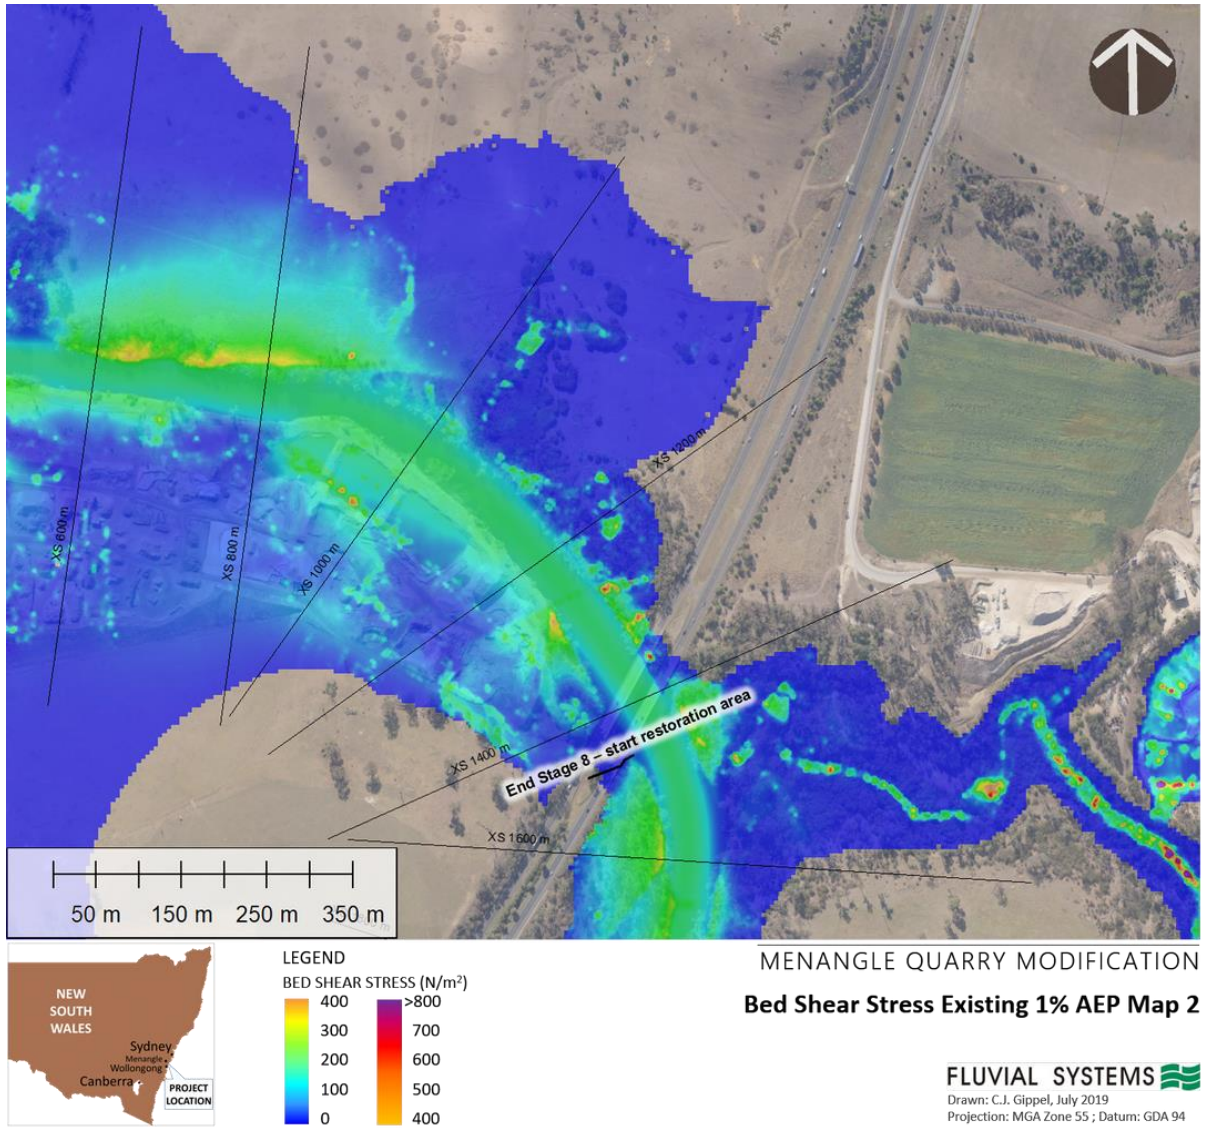 XS 1200 m
XS 600 m
XS 800 m
XS 1000 m
End Stage 8 – start restoration area
XS 1400 m
XS 1600 m
50 m 150 m 250 m 350 m
MENANGLE QUARRY MODIFICATION
Bed Shear Stress Existing 1% AEP Map 2
NEW
SOUTH
WALES
Sydney
Menangle
Wollongong
Canberra
PROJECT
LOCATION
LEGEND
BED SHEAR STRESS (N/m²)
400 >800
300 700
200 600
100 500
0 400
FLUVIAL SYSTEMS
Drawn: C.J. Gippel, July 2019
Projection: MGA Zone 55 ; Datum: GDA 94